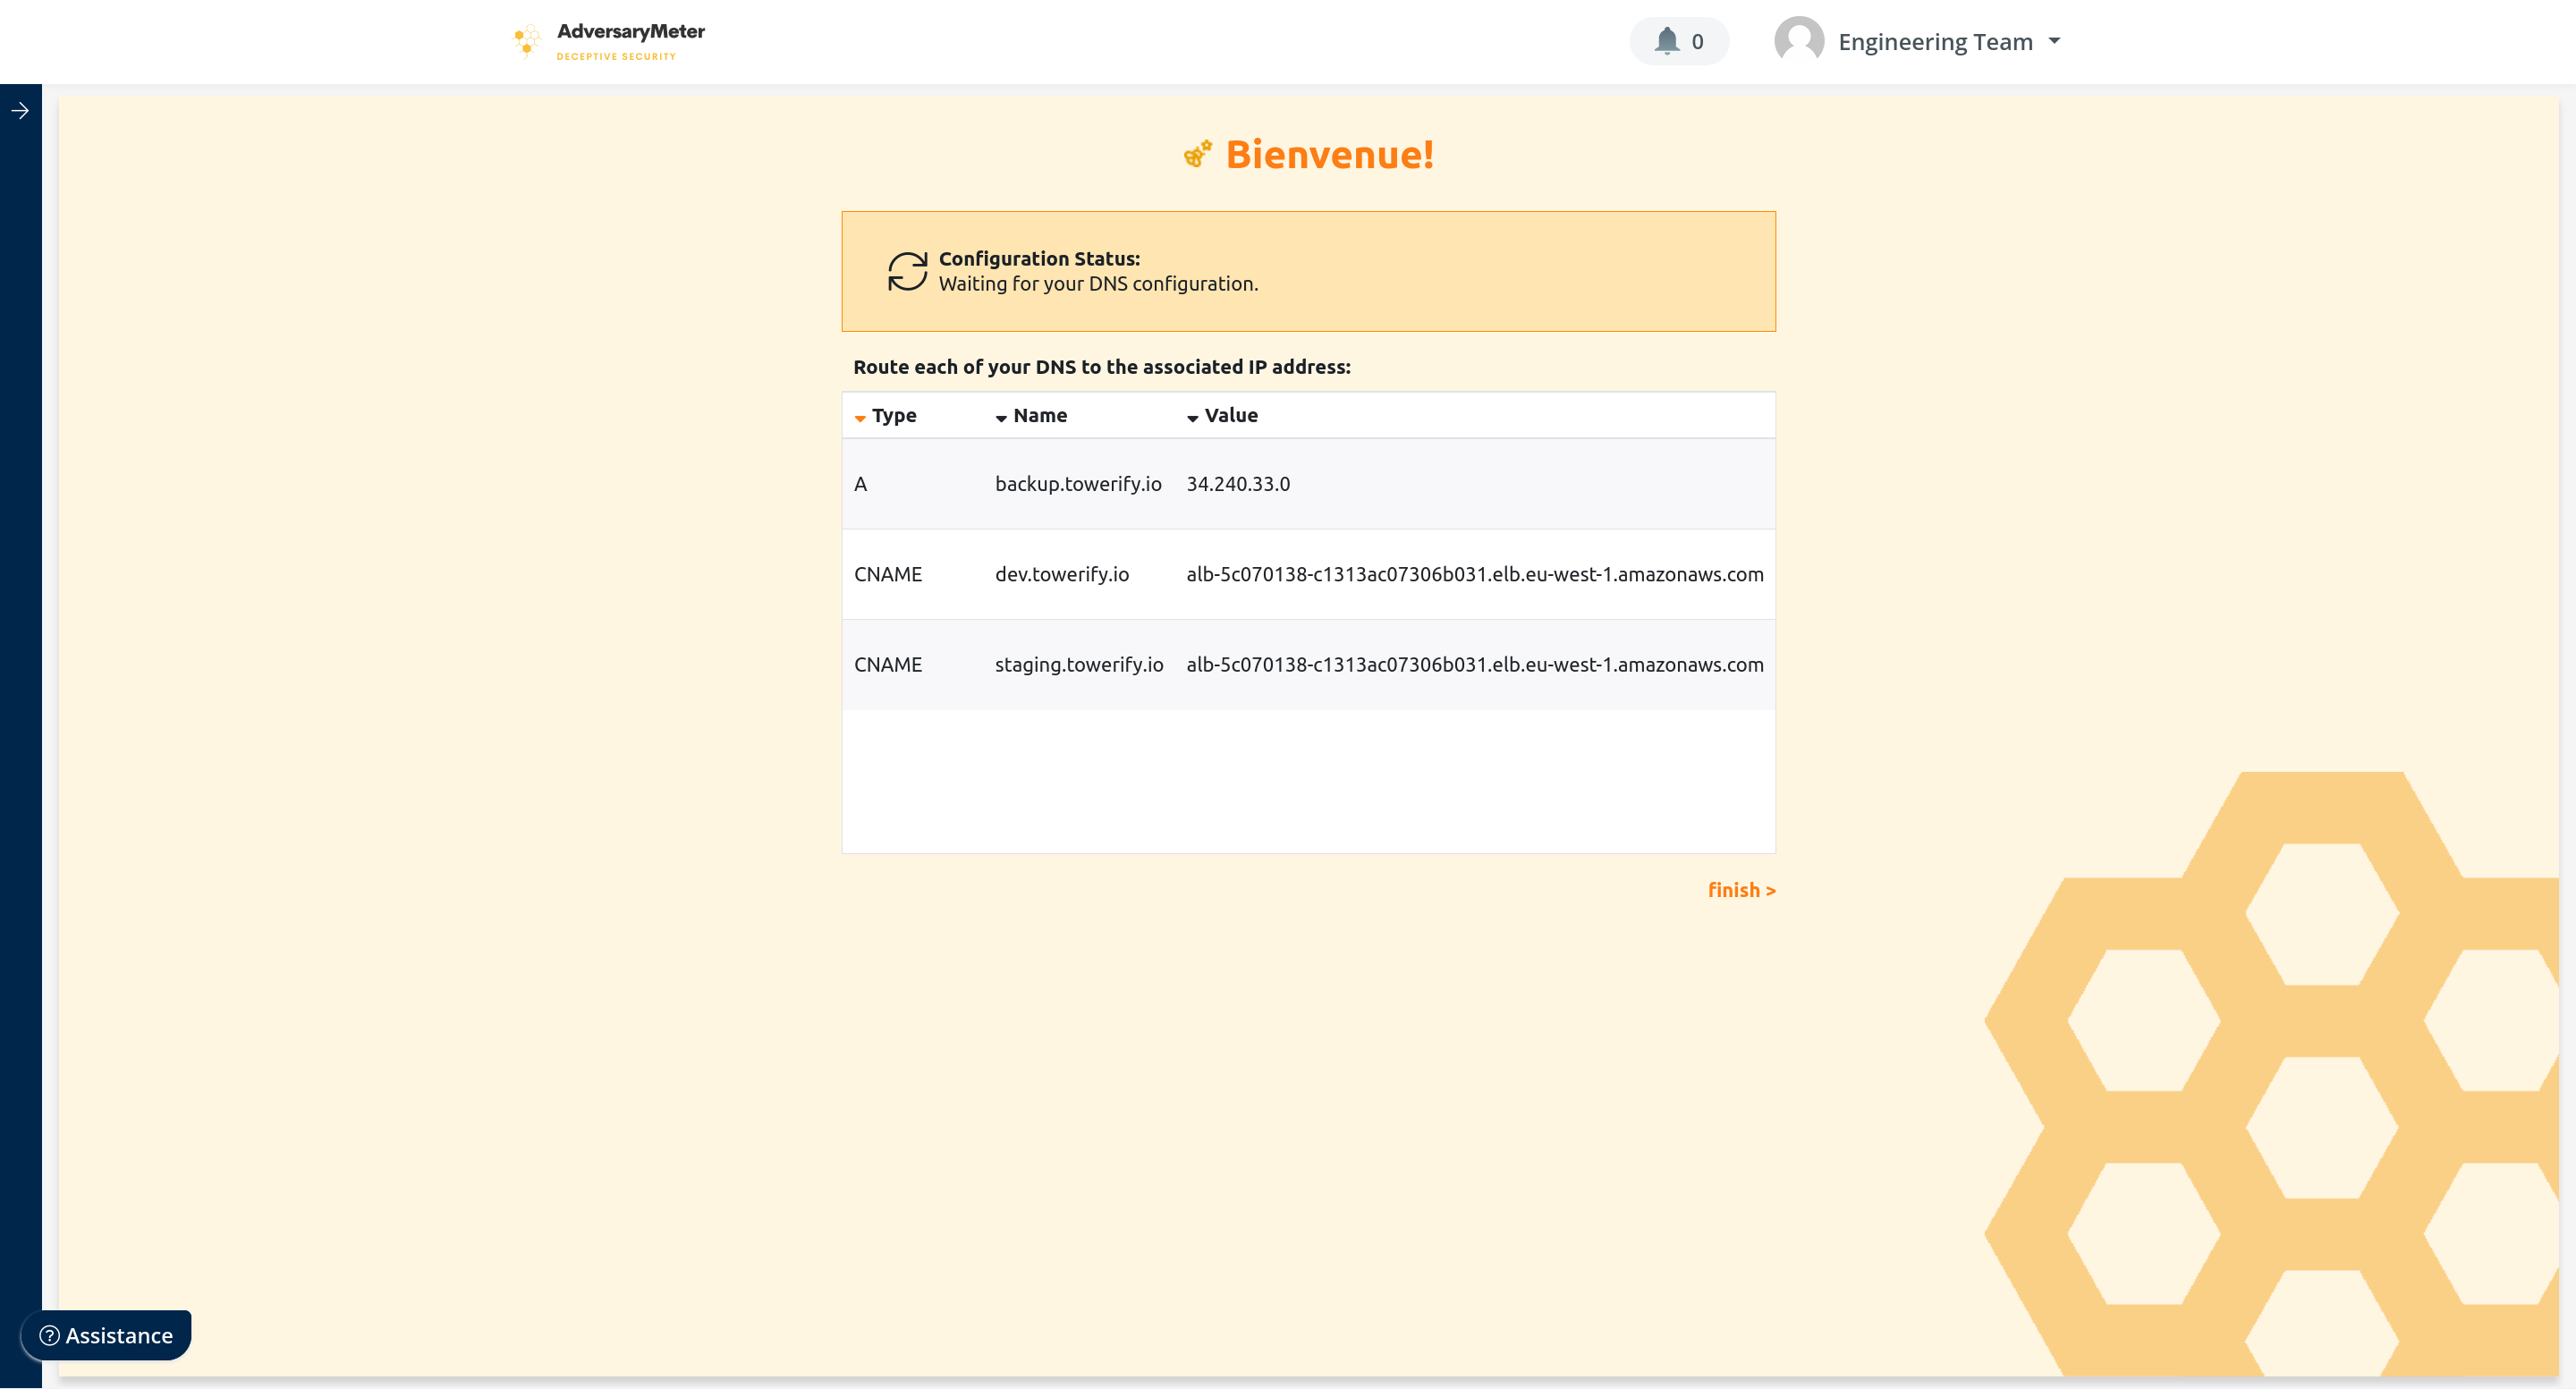 AdversaryMeter
DECEPTIVE SECURITY
0
Engineering Team
Bienvenue!
Configuration Status:
Waiting for your DNS configuration.
Route each of your DNS to the associated IP address:
Type Name Value
A backup.towerify.io 34.240.33.0
CNAME dev.towerify.io alb-5c070138-c1313ac07306b031.elb.eu-west-1.amazonaws.com
CNAME staging.towerify.io alb-5c070138-c1313ac07306b031.elb.eu-west-1.amazonaws.com
finish >
? Assistance